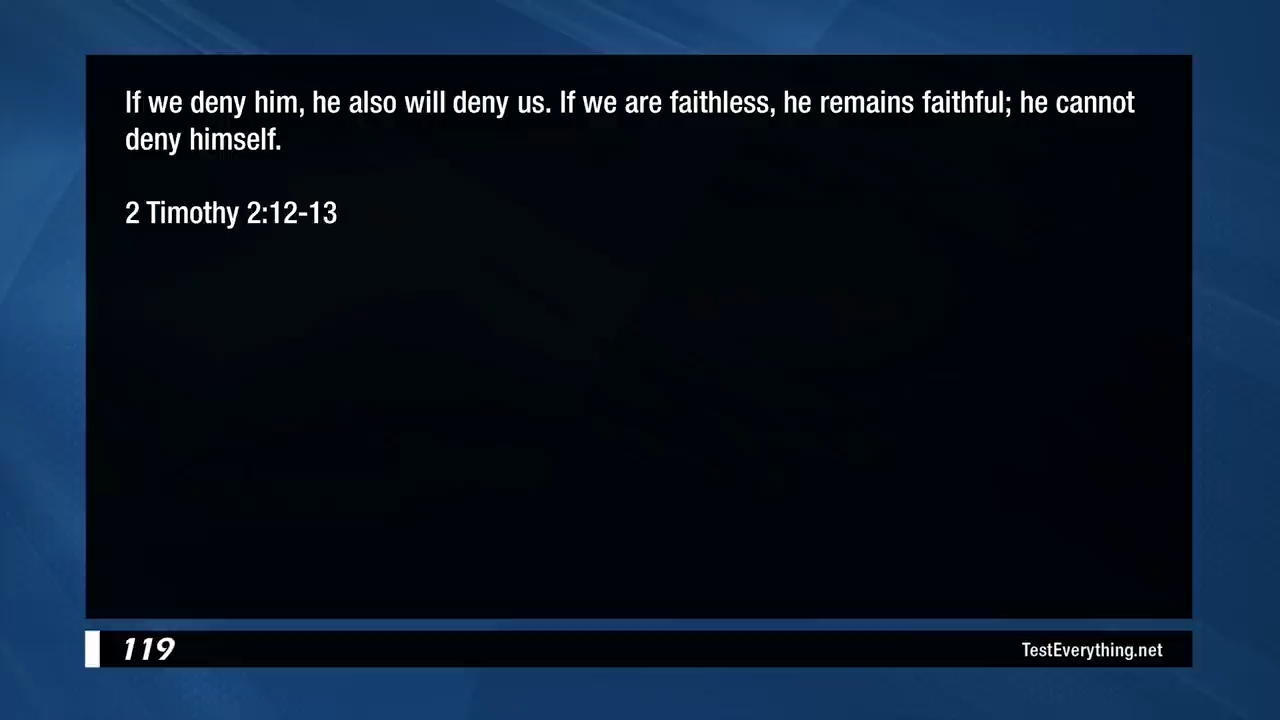 If we deny him, he also will deny us. If we are faithless, he remains faithful; he cannot
deny himself.
2 Timothy 2:12-13
119
TestEverything.net